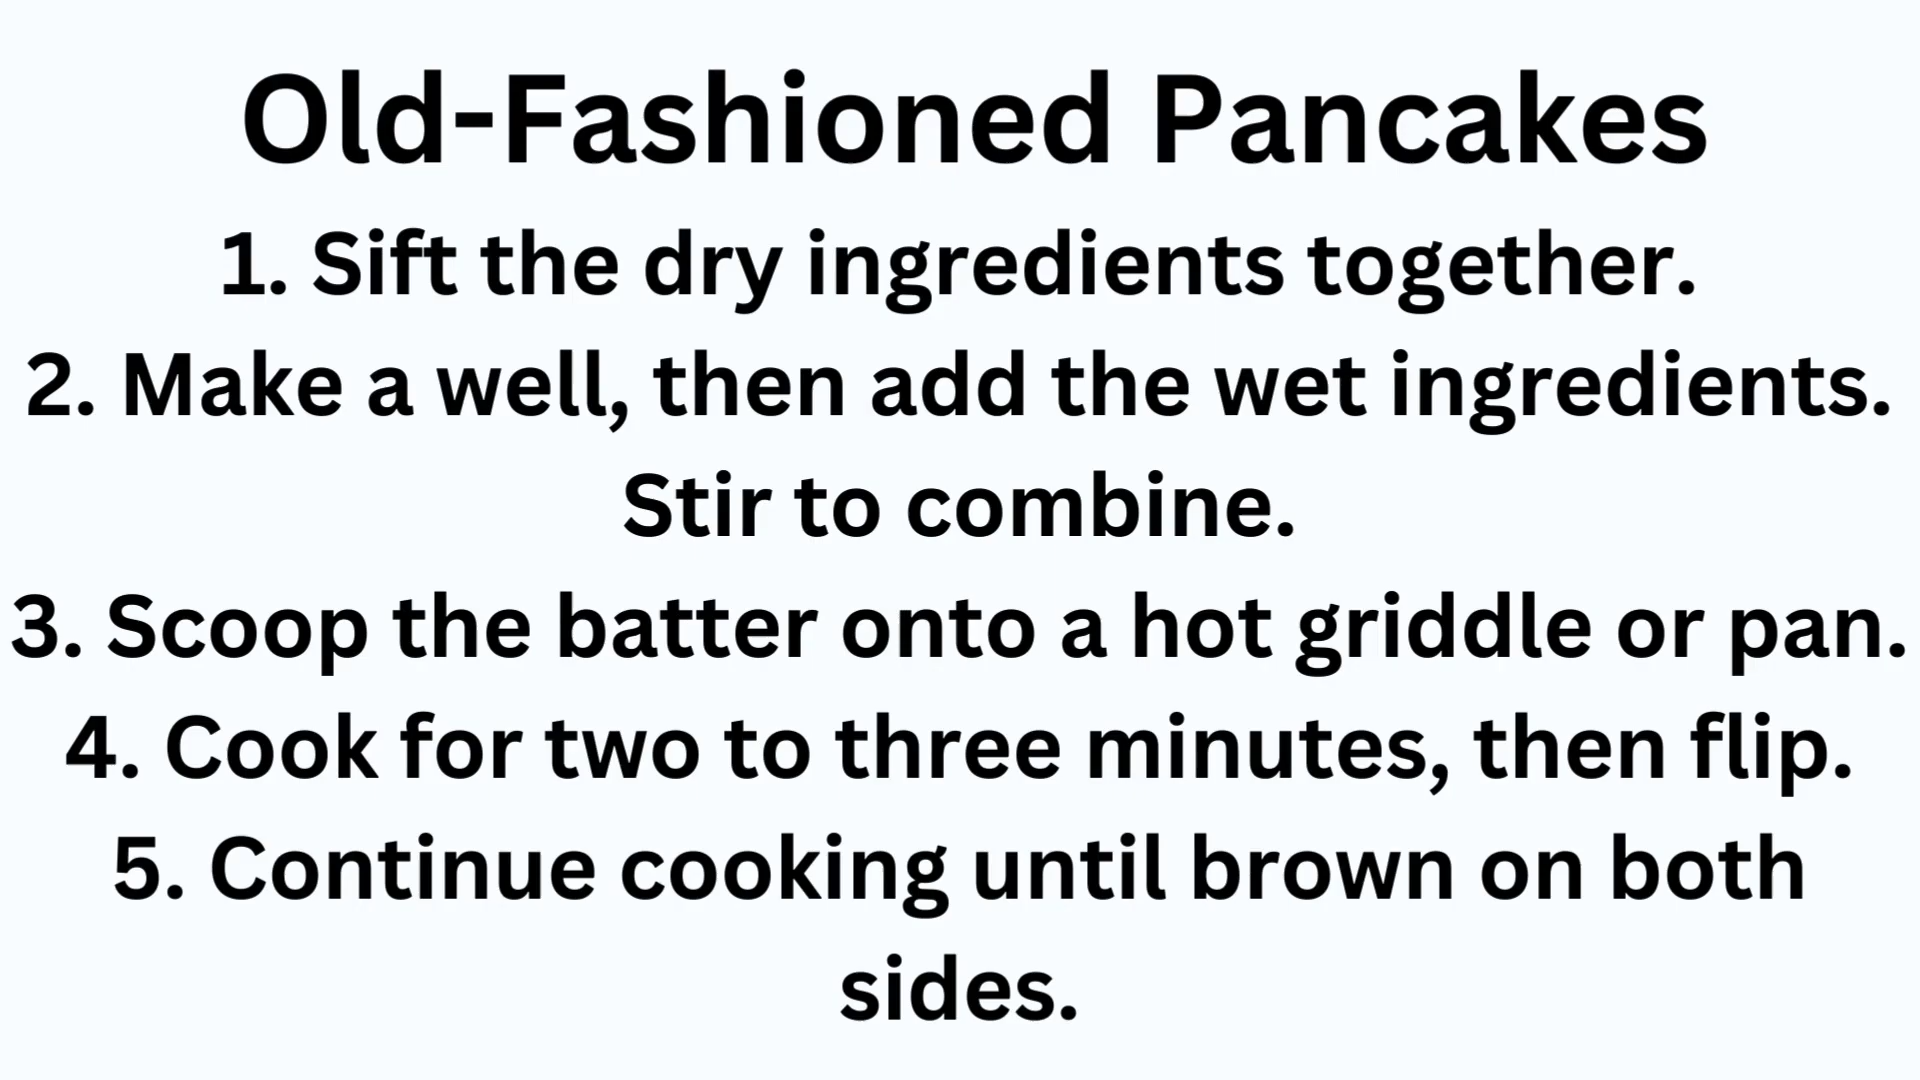 Old-Fashioned Pancakes
1. Sift the dry ingredients together.
2. Make a well, then add the wet ingredients.
Stir to combine.
3. Scoop the batter onto a hot griddle or pan.
4. Cook for two to three minutes, then flip.
5. Continue cooking until brown on both
sides.